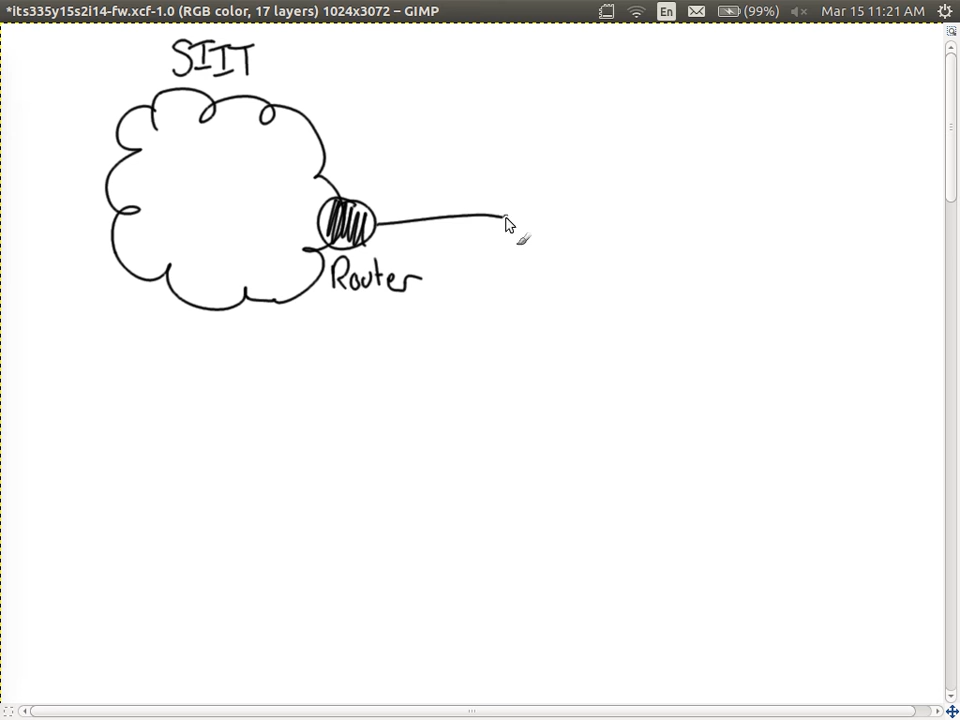 *its335y15s2i14-fw.xcf-1.0 (RGB color, 17 layers) 1024x3072 – GIMP En (99%) Mar 15 11:21 AM
SIIT
Router